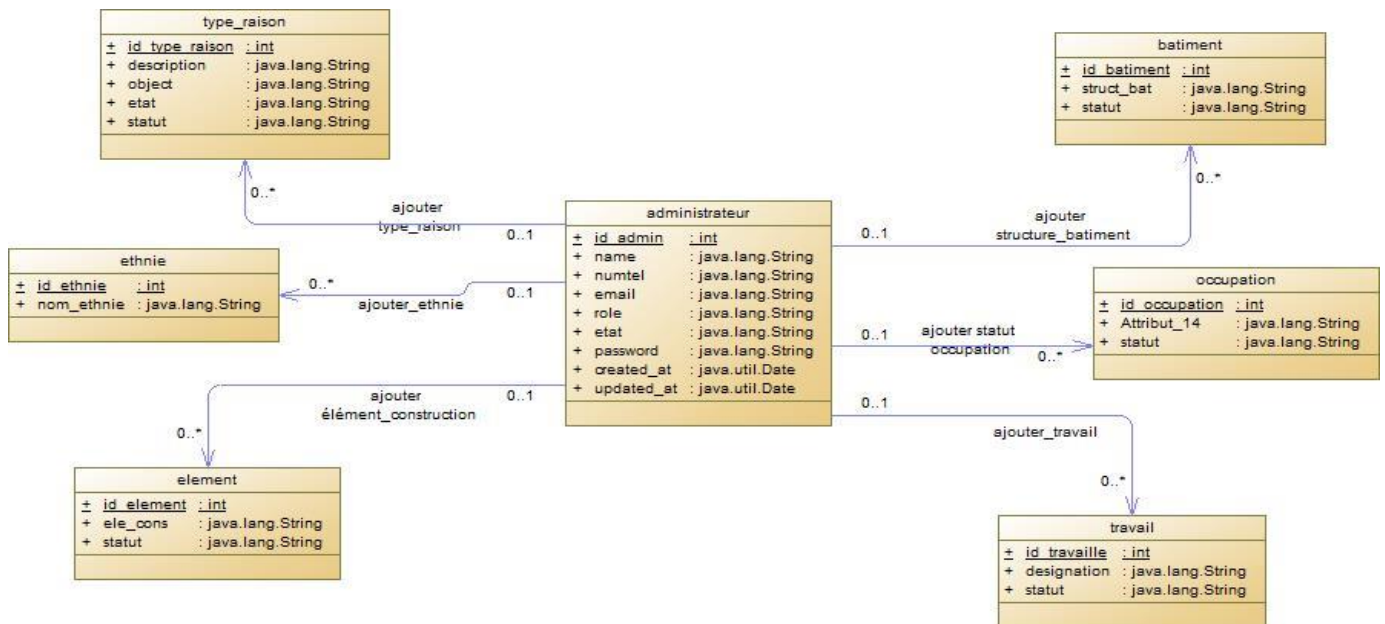 type_raison
+ id_type_raison : int
+ description : java.lang.String
+ object : java.lang.String
+ etat : java.lang.String
+ statut : java.lang.String
batiment
+ id_batiment : int
+ struct_bat : java.lang.String
+ statut : java.lang.String
0..*
ajouter
type_raison
0..1
0..*
ajouter
structure_batiment
0..1
administrateur
+ id_admin : int
+ name : java.lang.String
+ numtel : java.lang.String
+ email : java.lang.String
+ role : java.lang.String
+ etat : java.lang.String
+ password : java.lang.String
+ created_at : java.util.Date
+ updated_at : java.util.Date
ethnie
+ id_ethnie : int
+ nom_ethnie : java.lang.String
0..*
ajouter_ethnie
0..1
occupation
+ id_occupation : int
+ Attribut_14 : java.lang.String
+ statut : java.lang.String
0..1
ajouter statut
occupation
0..*
ajouter
élément_construction
0..1
0..*
0..1
ajouter_travail
0..*
element
+ id_element : int
+ ele_cons : java.lang.String
+ statut : java.lang.String
travail
+ id_travaille : int
+ designation : java.lang.String
+ statut : java.lang.String